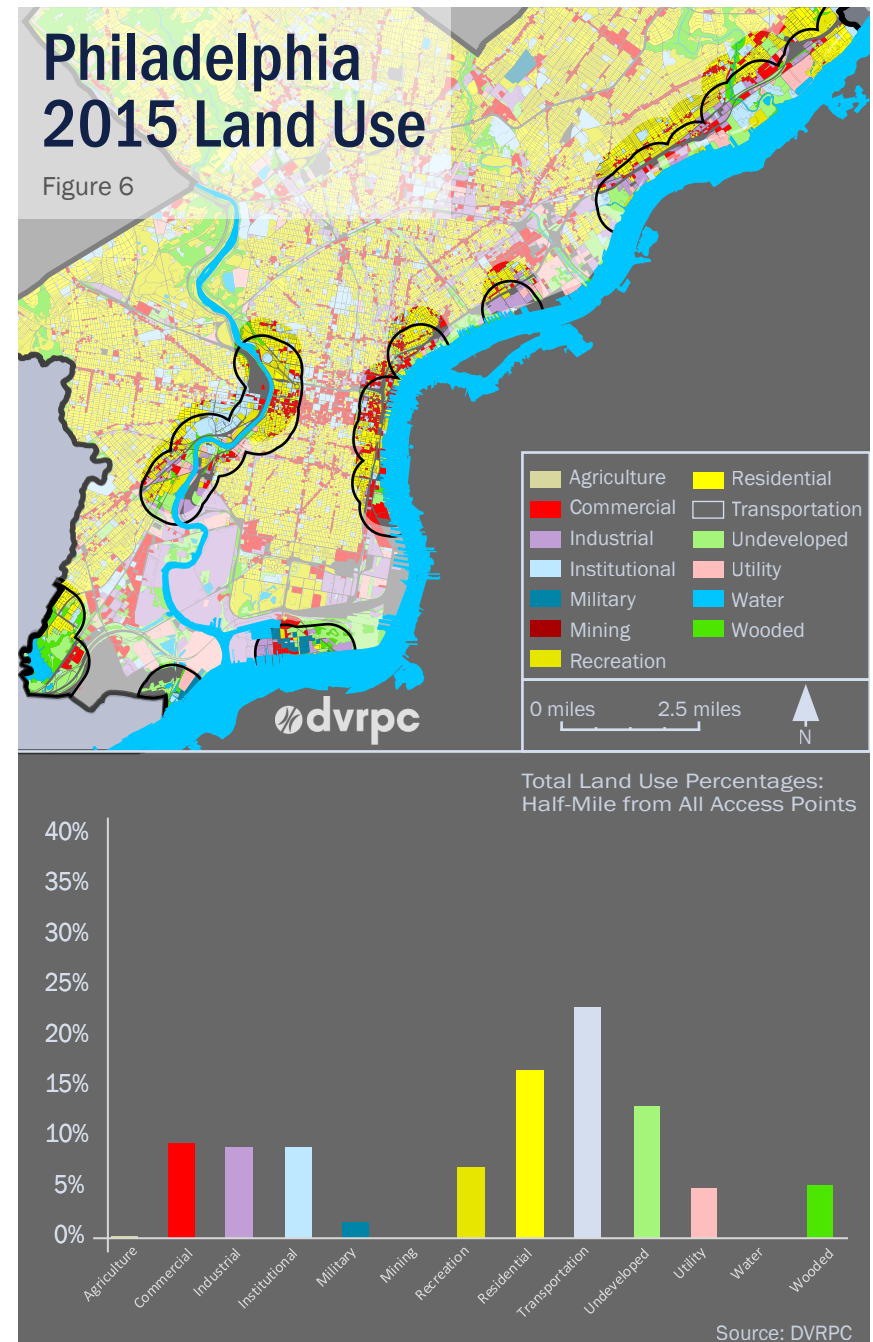 Philadelphia
2015 Land Use
Figure 6
Agriculture
Commercial
Industrial
Institutional
Military
Mining
Recreation
Residential
Transportation
Undeveloped
Utility
Water
Wooded
0 miles 2.5 miles
N
dvrpc
Total Land Use Percentages:
Half-Mile from All Access Points
40%
35%
30%
25%
20%
15%
10%
5%
0%
Agriculture
Commercial
Industrial
Institutional
Military
Mining
Recreation
Residential
Transportation
Undeveloped
Utility
Water
Wooded
Source: DVRPC